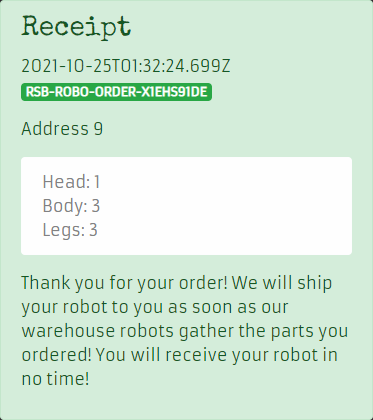 Receipt
2021-10-25T01:32:24.699Z
RSB-ROBO-ORDER-X1EHS91DE
Address 9
Head: 1
Body: 3
Legs: 3
Thank you for your order! We will ship
your robot to you as soon as our
warehouse robots gather the parts you
ordered! You will receive your robot in
no time!